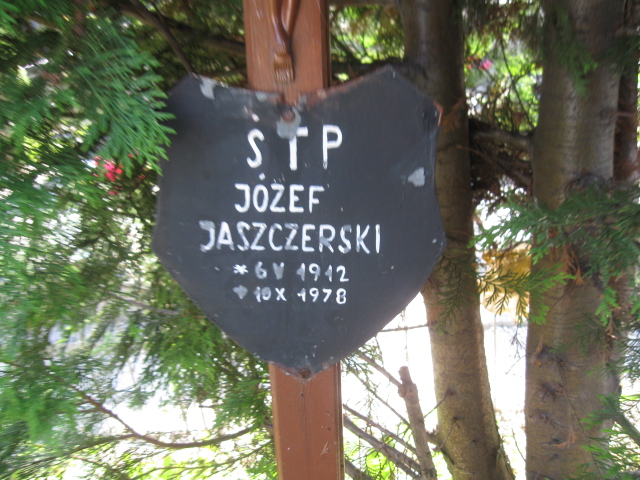 Ś T P
JÓZEF
JASZCZERSKI
* 6 V 1912
✝ 10 X 1978